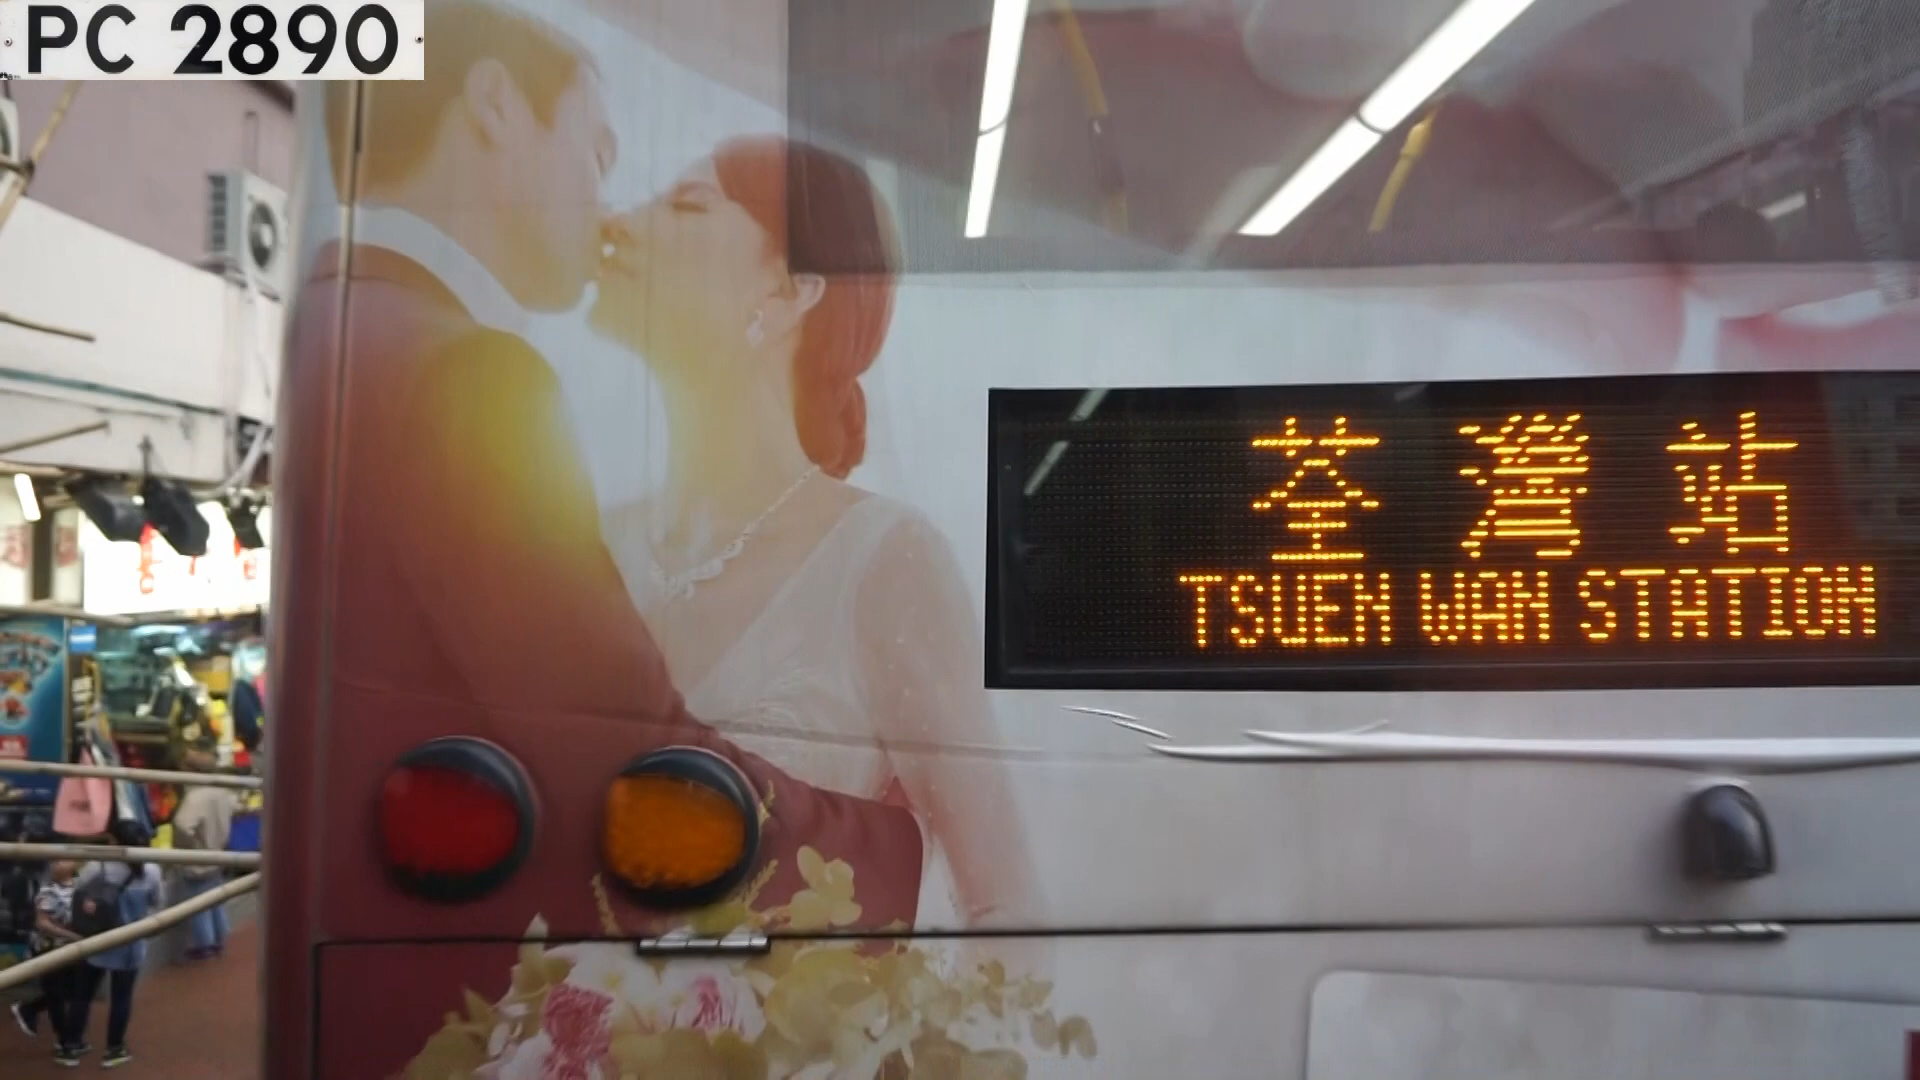 PC 2890
荃灣站
TSUEN WAN STATION